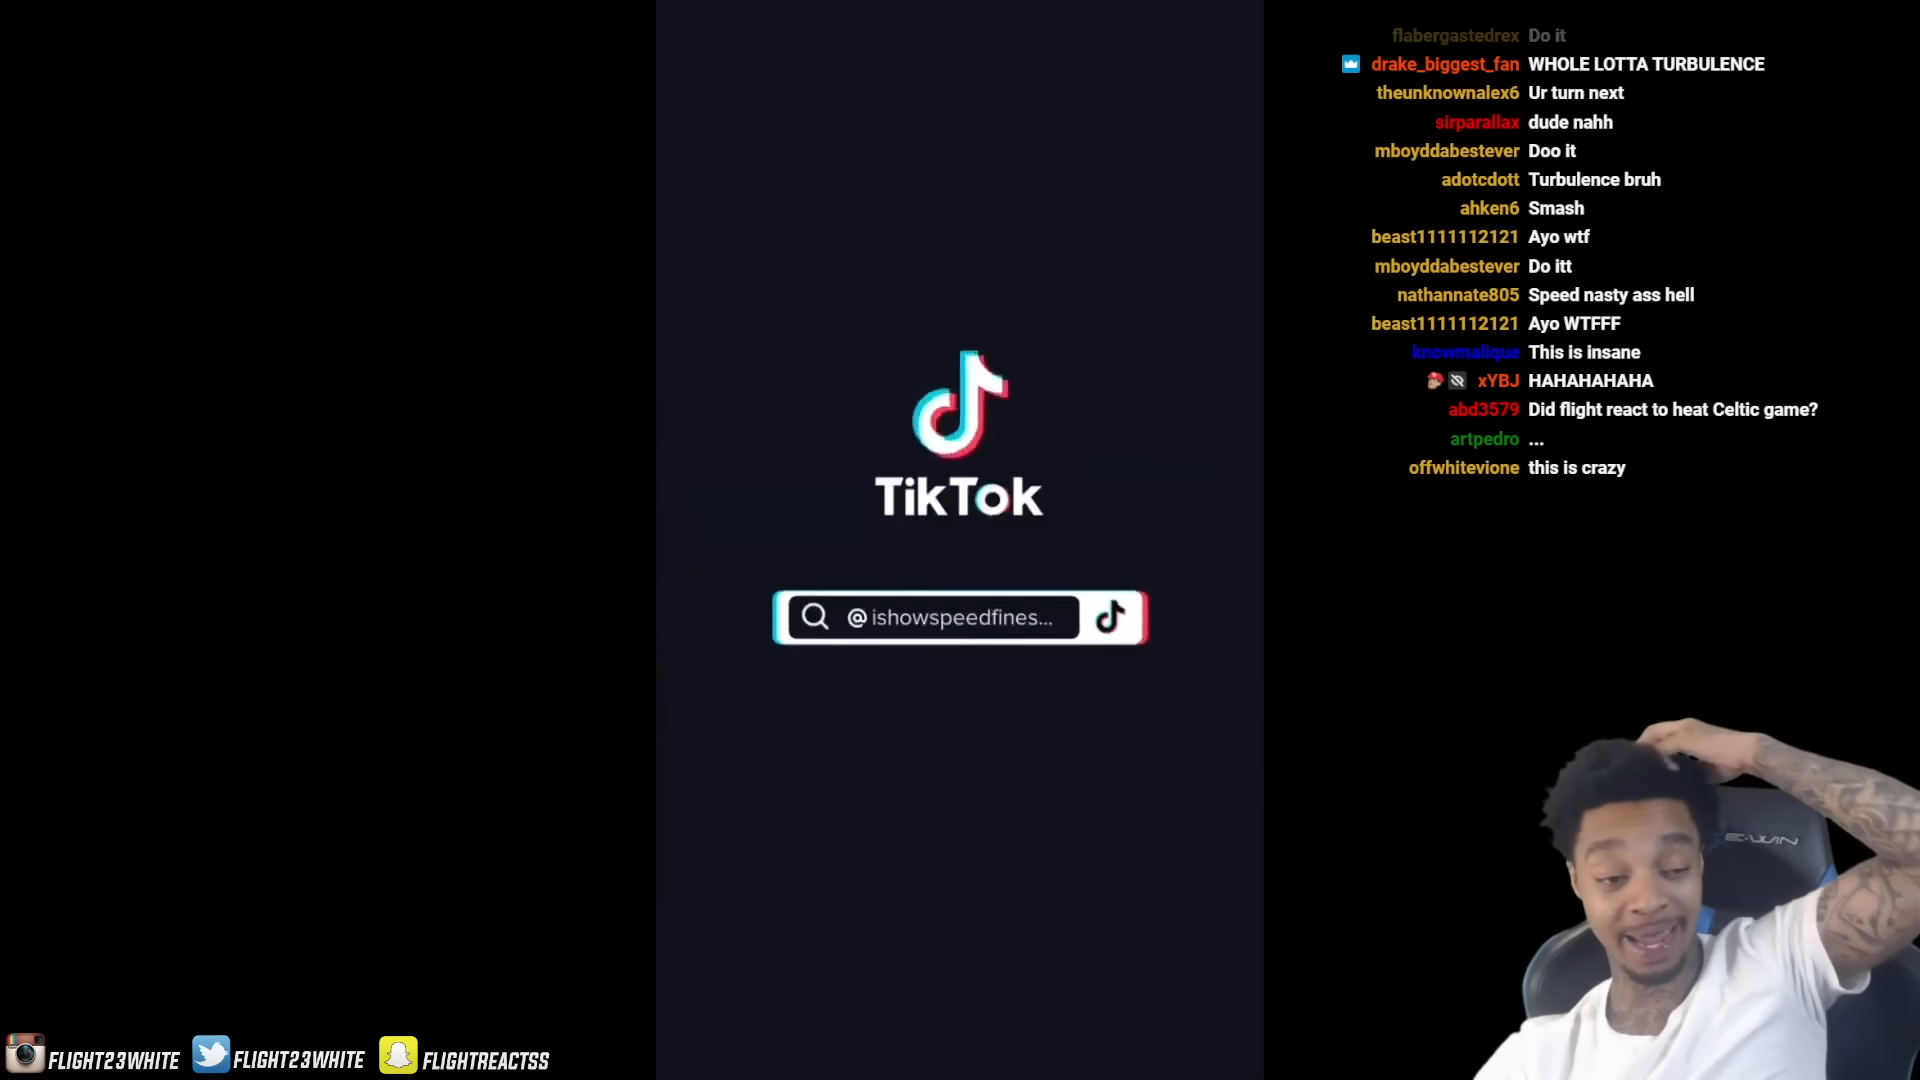 flabergastedrex Do it
drake_biggest_fan WHOLE LOTTA TURBULENCE
theunknownalex6 Ur turn next
sirparallax dude nahh
mboyddabestever Doo it
adotcdott Turbulence bruh
ahken6 Smash
beast1111112121 Ayo wtf
mboyddabestever Do itt
nathannate805 Speed nasty ass hell
beast1111112121 Ayo WTFFF
knowmalique This is insane
xYBJ HAHAHAHAHA
abd3579 Did flight react to heat Celtic game?
artpedro ...
offwhitevione this is crazy
TikTok
@ishowspeedfines...
E-WIN
FLIGHT23WHITE FLIGHT23WHITE FLIGHTREACTSS